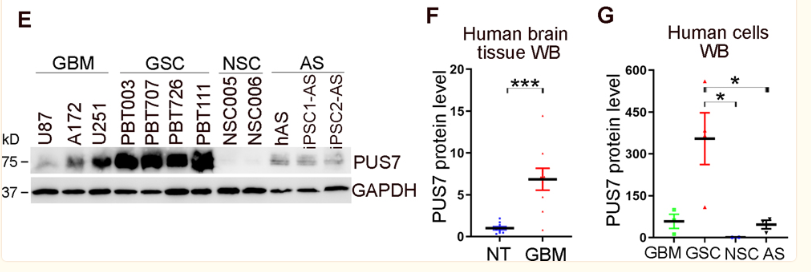 E
GBM GSC NSC AS
U87 A172 U251 PBT003 PBT707 PBT726 PBT111 NSC005 NSC006 hAS iPSC1-AS iPSC2-AS
kD
75 PUS7
37 GAPDH
F
Human brain
tissue WB
PUS7 protein level
20
15
10
5
0
***
NT GBM
G
Human cells
WB
PUS7 protein level
600
450
300
150
0
*
*
GBM GSC NSC AS